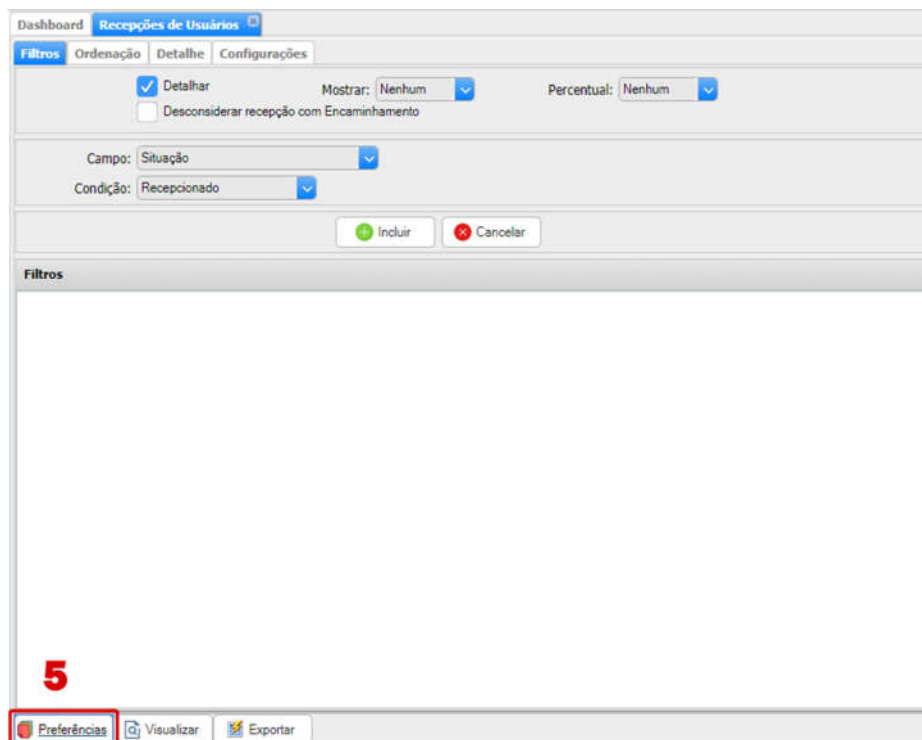 Dashboard Recepções de Usuários
Filtros Ordenação Detalhe Configurações
Detalhar Mostrar: Nenhum Percentual: Nenhum
Desconsiderar recepção com Encaminhamento
Campo: Situação
Condição: Recepcionado
Incluir Cancelar
Filtros
5
Preferências Visualizar Exportar